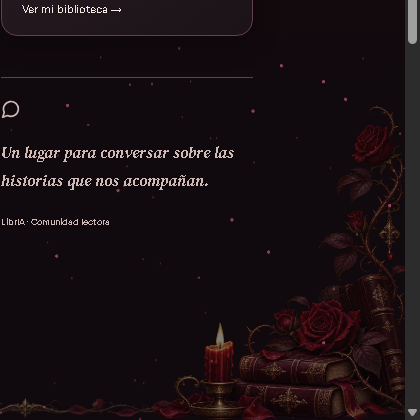 Ver mi biblioteca →
Un lugar para conversar sobre las
historias que nos acompañan.
LibrIA · Comunidad lectora